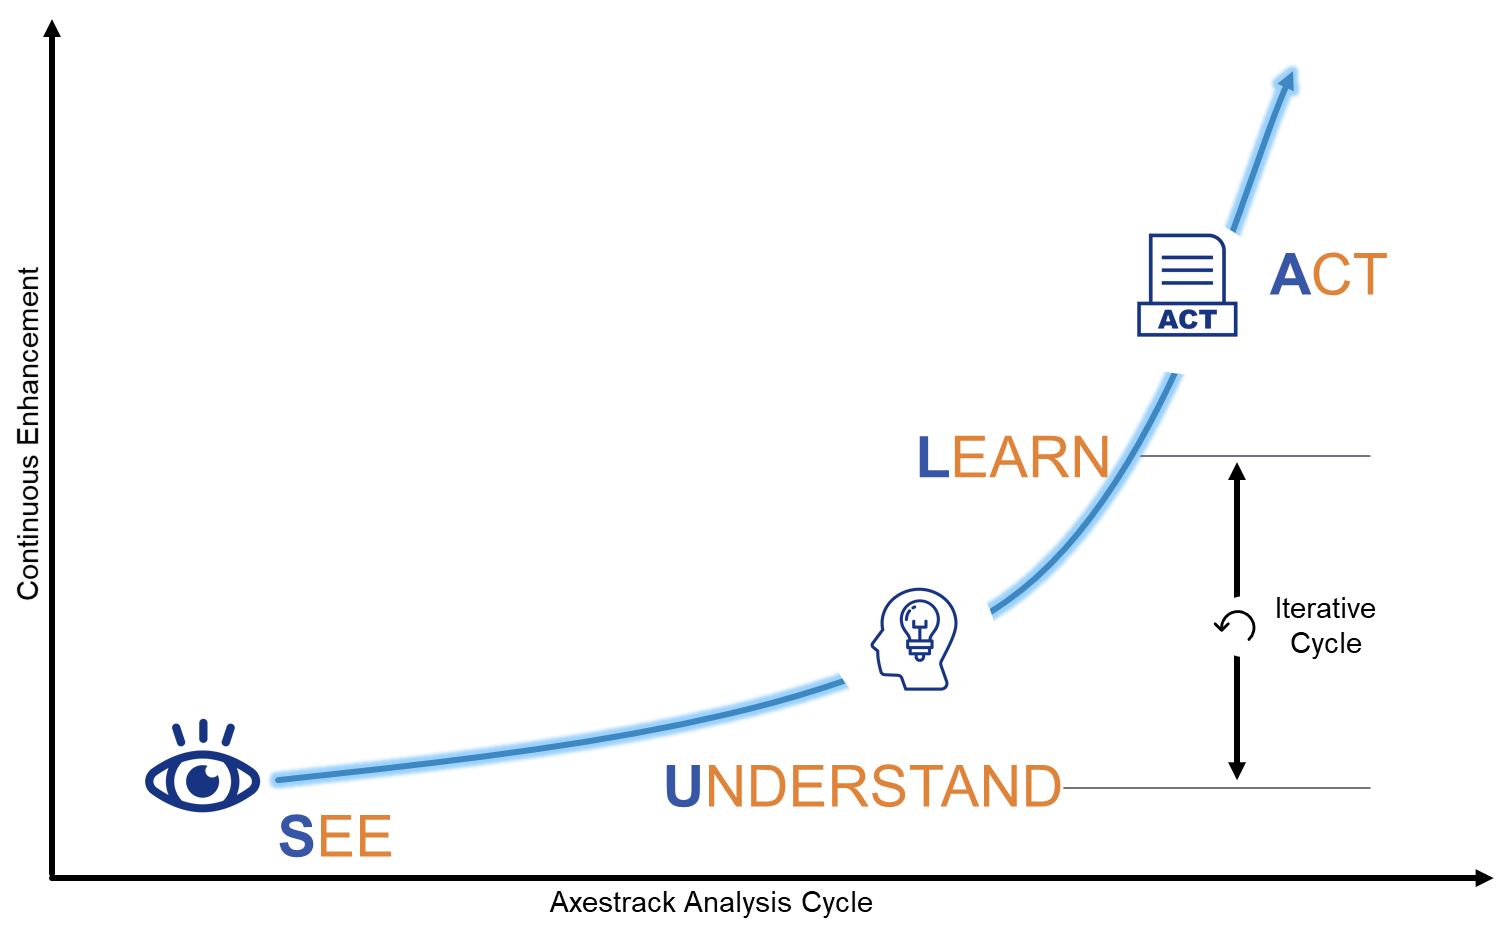 Continuous Enhancement
ACT
ACT
LEARN
Iterative
Cycle
UNDERSTAND
SEE
Axestrack Analysis Cycle